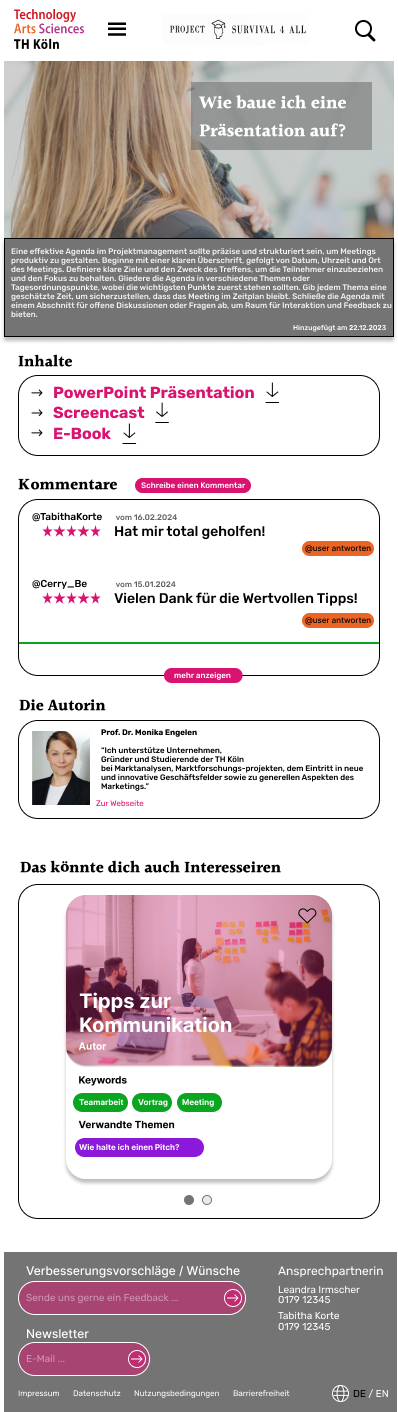 Technology
Arts Sciences
TH Köln
PROJECT SURVIVAL 4 ALL
Wie baue ich eine
Präsentation auf?
Eine effektive Agenda im Projektmanagement sollte präzise und strukturiert sein, um Meetings
produktiv zu gestalten. Beginne mit einer klaren Überschrift, gefolgt von Datum, Uhrzeit und Ort
des Meetings. Definiere klare Ziele und den Zweck des Treffens, um die Teilnehmer einzubeziehen
und den Fokus zu behalten. Gliedere die Agenda in verschiedene Themen oder
Tagesordnungspunkte, wobei die wichtigsten Punkte zuerst stehen sollten. Gib jedem Thema eine
geschätzte Zeit, um sicherzustellen, dass das Meeting im Zeitplan bleibt. Schließe die Agenda mit
einem Abschnitt für offene Diskussionen oder Fragen ab, um Raum für Interaktion und Feedback zu
bieten.
Hinzugefügt am 22.12.2023
Inhalte
→ PowerPoint Präsentation
→ Screencast
→ E-Book
Kommentare Schreibe einen Kommentar
@TabithaKorte vom 16.02.2024
★★★★★ Hat mir total geholfen!
@user antworten
@Cerry_Be vom 15.01.2024
★★★★★ Vielen Dank für die Wertvollen Tipps!
@user antworten
mehr anzeigen
Die Autorin
Prof. Dr. Monika Engelen
"Ich unterstütze Unternehmen,
Gründer und Studierende der TH Köln
bei Marktanalysen, Marktforschungs-projekten, dem Eintritt in neue
und innovative Geschäftsfelder sowie zu generellen Aspekten des
Marketings."
Zur Webseite
Das könnte dich auch Interesseiren
Tipps zur
Kommunikation
Autor
Keywords
Teamarbeit Vortrag Meeting
Verwandte Themen
Wie halte ich einen Pitch?
Verbesserungsvorschläge / Wünsche
Sende uns gerne ein Feedback ...
Newsletter
E-Mail ...
Ansprechpartnerin
Leandra Irmscher
0179 12345
Tabitha Korte
0179 12345
Impressum Datenschutz Nutzungsbedingungen Barrierefreiheit DE / EN